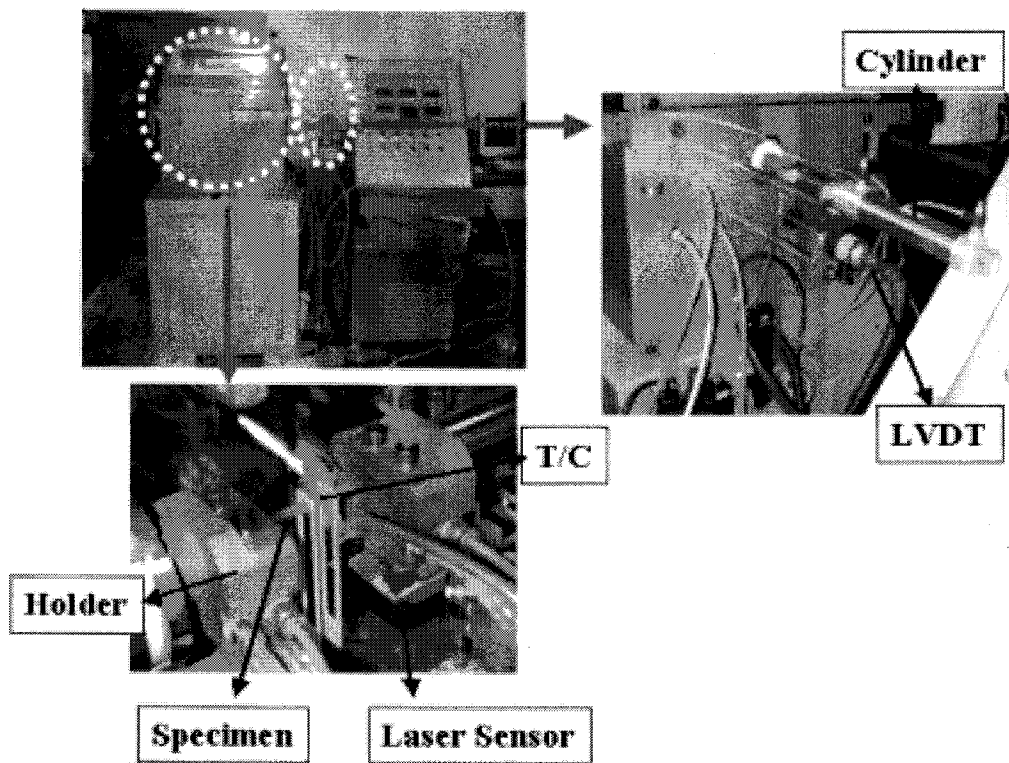 Cylinder
LVDT
T/C
Holder
Specimen
Laser Sensor